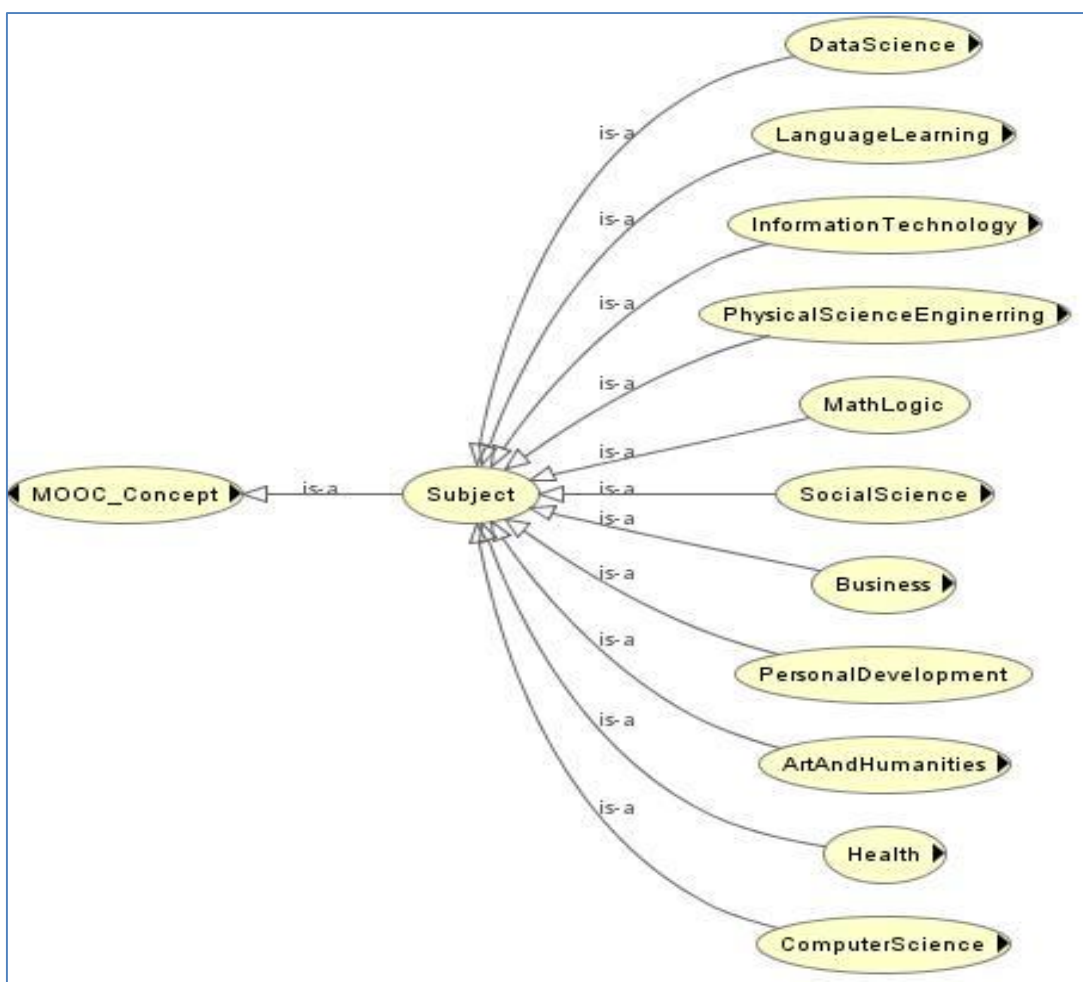 DataScience
is-a
LanguageLearning
is-a
InformationTechnology
is-a
PhysicalScienceEnginerring
is-a
MathLogic
is-a
MOOC_Concept
is-a
Subject
is-a
SocialScience
is-a
Business
is-a
PersonalDevelopment
is-a
ArtAndHumanities
is-a
Health
is-a
ComputerScience